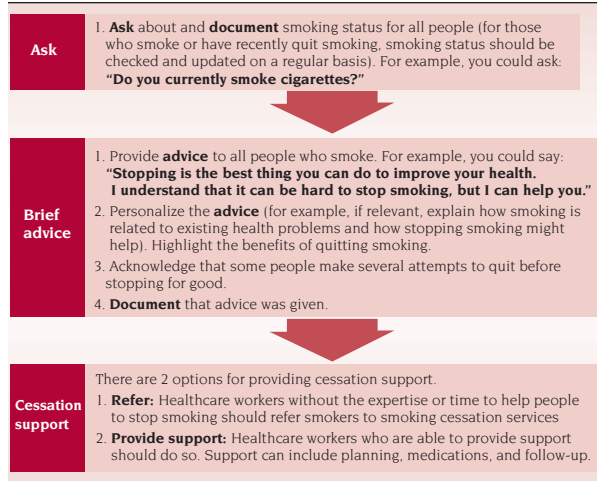 Ask
1. Ask about and document smoking status for all people (for those
who smoke or have recently quit smoking, smoking status should be
checked and updated on a regular basis). For example, you could ask:
“Do you currently smoke cigarettes?”
Brief
advice
1. Provide advice to all people who smoke. For example, you could say:
“Stopping is the best thing you can do to improve your health.
I understand that it can be hard to stop smoking, but I can help you.”
2. Personalize the advice (for example, if relevant, explain how smoking is
related to existing health problems and how stopping smoking might
help). Highlight the benefits of quitting smoking.
3. Acknowledge that some people make several attempts to quit before
stopping for good.
4. Document that advice was given.
Cessation
support
There are 2 options for providing cessation support.
1. Refer: Healthcare workers without the expertise or time to help people
to stop smoking should refer smokers to smoking cessation services
2. Provide support: Healthcare workers who are able to provide support
should do so. Support can include planning, medications, and follow-up.